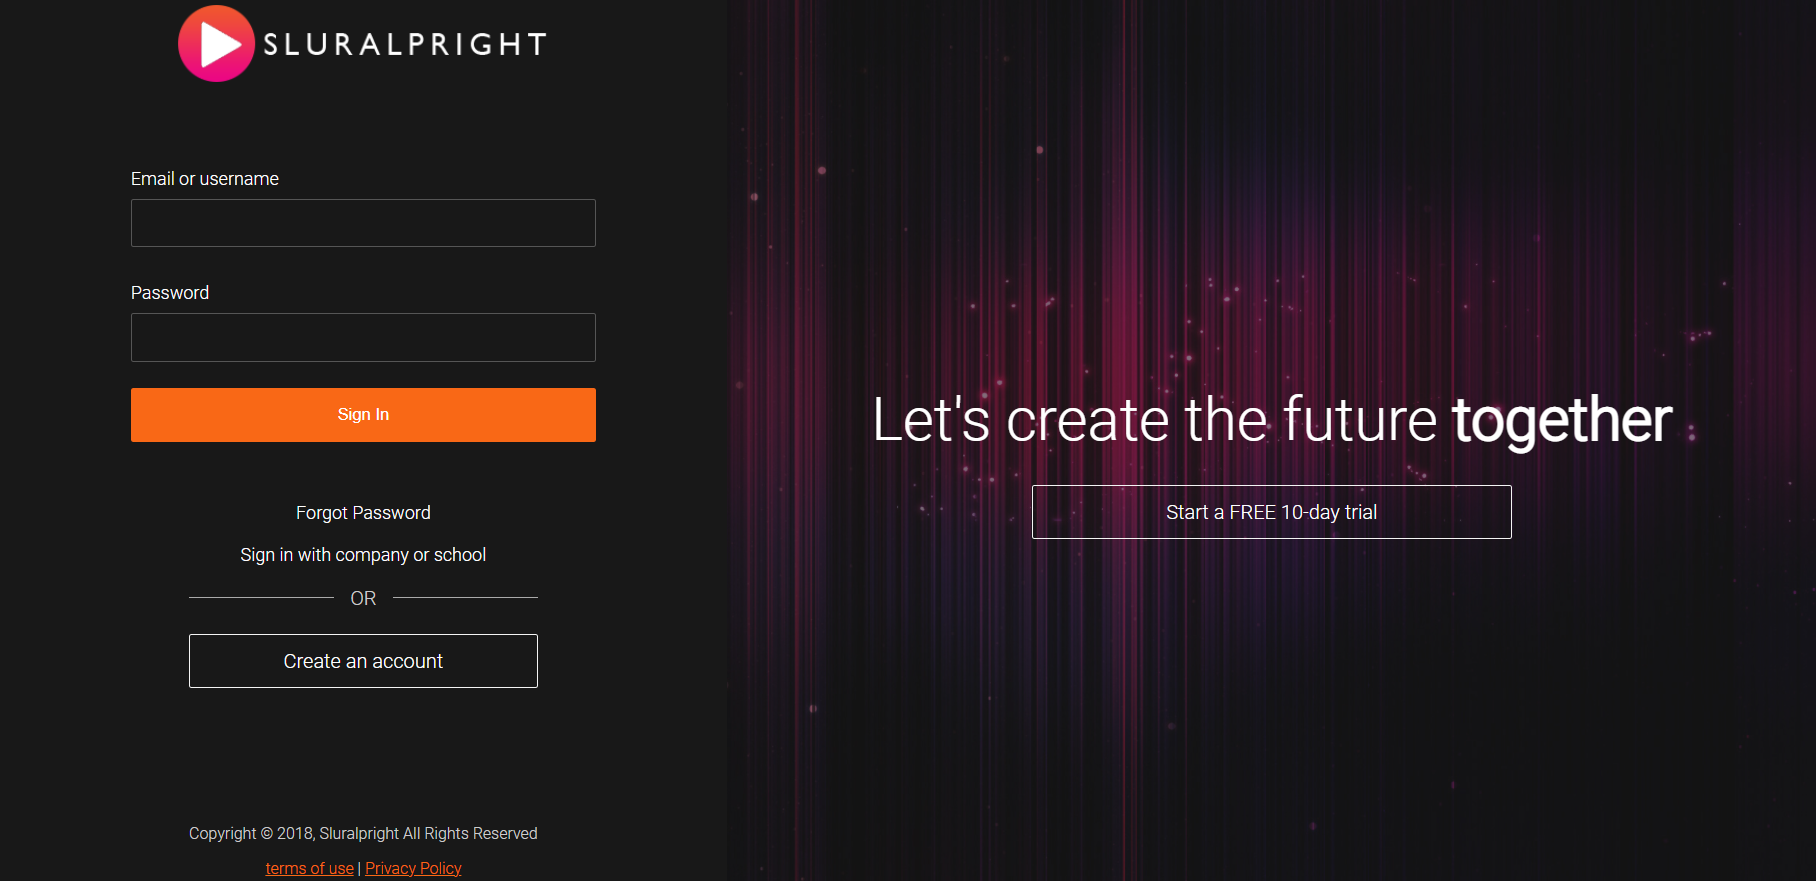 SLURALPRIGHT
Email or username
Password
Sign In
Forgot Password
Sign in with company or school
OR
Create an account
Copyright © 2018, Sluralpright All Rights Reserved
terms of use | Privacy Policy
Let's create the future together
Start a FREE 10-day trial